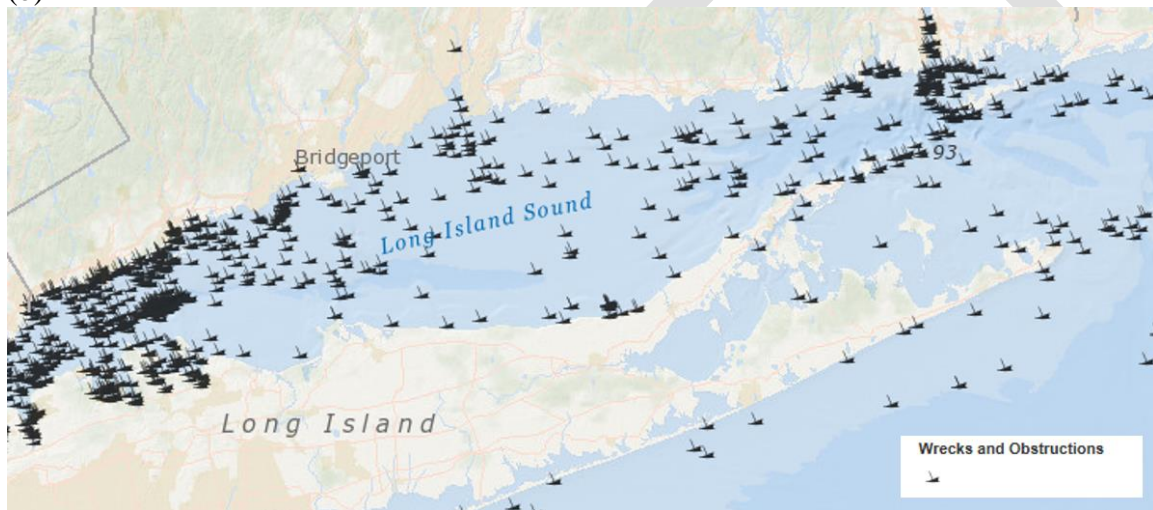 Bridgeport
93
Long Island Sound
Long Island
Wrecks and Obstructions